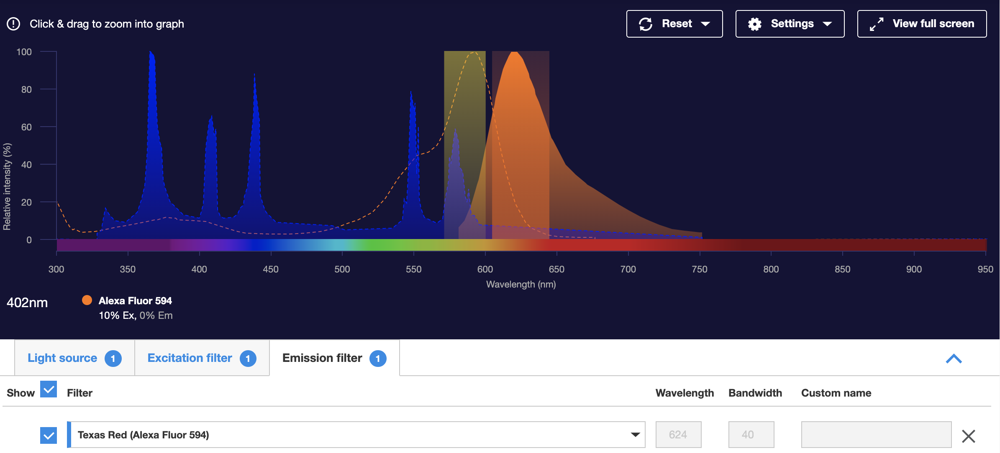 Click & drag to zoom into graph
Reset
Settings
View full screen
100
80
60
40
20
0
Relative intensity (%)
300 350 400 450 500 550 600 650 700 750 800 850 900 950
Wavelength (nm)
402nm
Alexa Fluor 594
10% Ex, 0% Em
Light source 1
Excitation filter 1
Emission filter 1
Show Filter Wavelength Bandwidth Custom name
Texas Red (Alexa Fluor 594) 624 40